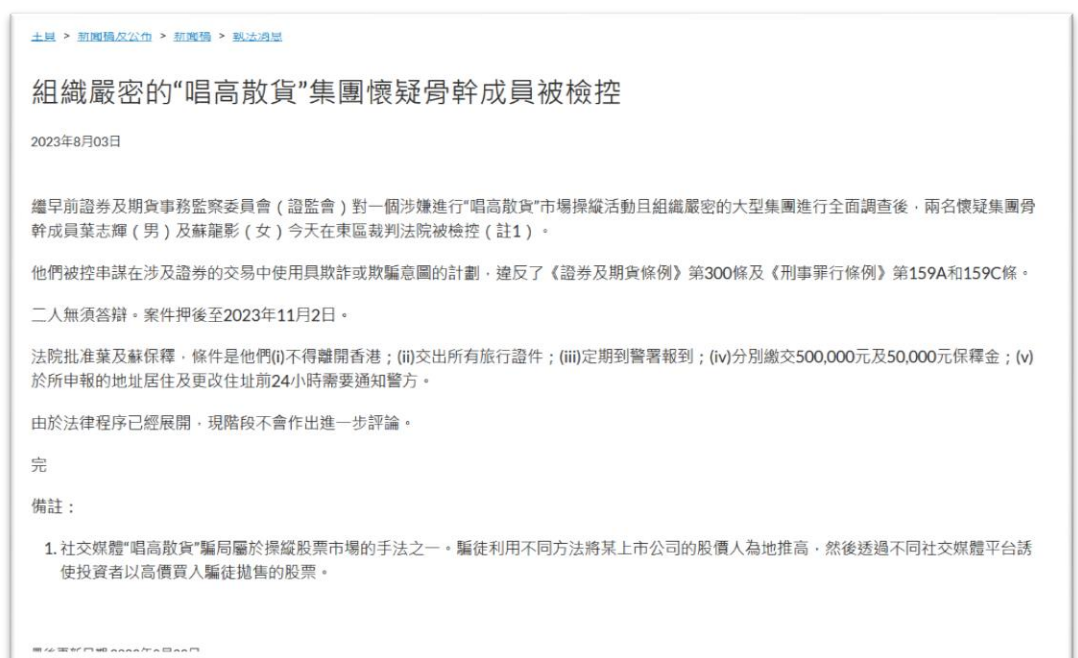 主頁 > 新聞稿及公布 > 新聞稿 > 執法消息
組織嚴密的“唱高散貨”集團懷疑骨幹成員被檢控
2023年8月03日
繼早前證券及期貨事務監察委員會（證監會）對一個涉嫌進行“唱高散貨”市場操縱活動且組織嚴密的大型集團進行全面調查後，兩名懷疑集團骨
幹成員葉志輝（男）及蘇龍影（女）今天在東區裁判法院被檢控（註1）。
他們被控串謀在涉及證券的交易中使用具欺詐或欺騙意圖的計劃，違反了《證券及期貨條例》第300條及《刑事罪行條例》第159A和159C條。
二人無須答辯。案件押後至2023年11月2日。
法院批准葉及蘇保釋，條件是他們(i)不得離開香港；(ii)交出所有旅行證件；(iii)定期到警署報到；(iv)分別繳交500,000元及50,000元保釋金；(v)
於所申報的地址居住及更改住址前24小時需要通知警方。
由於法律程序已經展開，現階段不會作出進一步評論。
完
備註：
1. 社交媒體“唱高散貨”騙局屬於操縱股票市場的手法之一。騙徒利用不同方法將某上市公司的股價人為地推高，然後透過不同社交媒體平台誘
使投資者以高價買入騙徒拋售的股票。